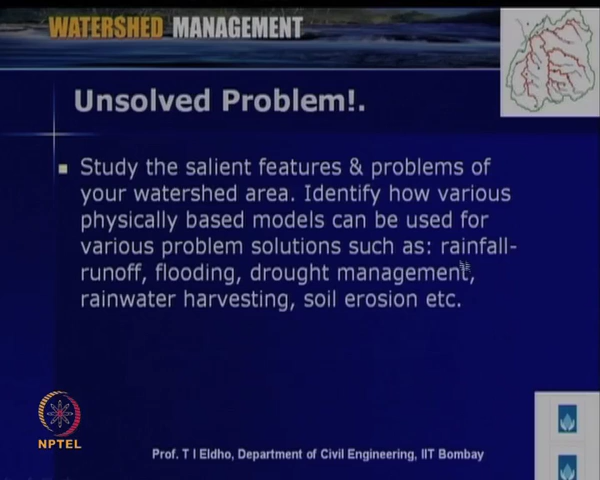 WATERSHED MANAGEMENT
Unsolved Problem!.
Study the salient features & problems of
your watershed area. Identify how various
physically based models can be used for
various problem solutions such as: rainfall-
runoff, flooding, drought management,
rainwater harvesting, soil erosion etc.
NPTEL
Prof. T I Eldho, Department of Civil Engineering, IIT Bombay